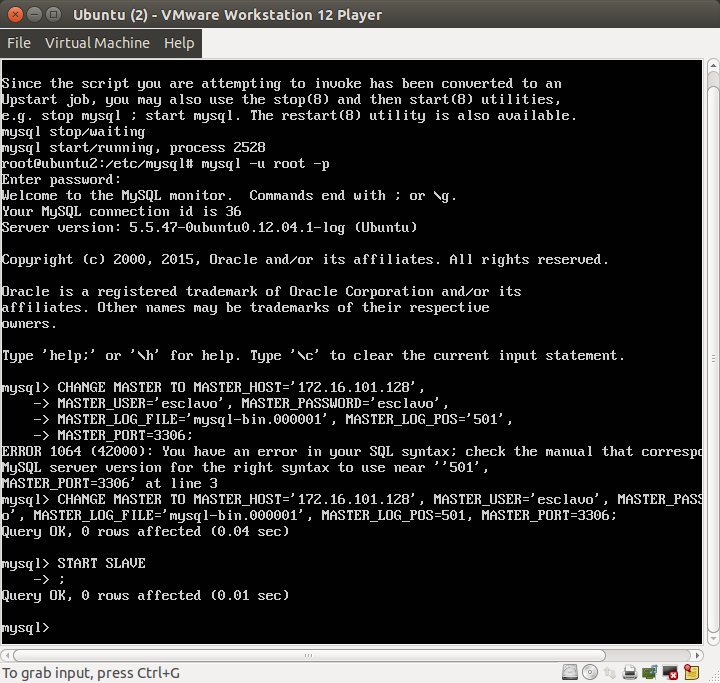 Ubuntu (2) - VMware Workstation 12 Player
File Virtual Machine Help
Since the script you are attempting to invoke has been converted to an
Upstart job, you may also use the stop(8) and then start(8) utilities,
e.g. stop mysql ; start mysql. The restart(8) utility is also available.
mysql stop/waiting
mysql start/running, process 2528
root@ubuntu2:/etc/mysql# mysql -u root -p
Enter password:
Welcome to the MySQL monitor.  Commands end with ; or \g.
Your MySQL connection id is 36
Server version: 5.5.47-0ubuntu0.12.04.1-log (Ubuntu)
Copyright (c) 2000, 2015, Oracle and/or its affiliates. All rights reserved.
Oracle is a registered trademark of Oracle Corporation and/or its
affiliates. Other names may be trademarks of their respective
owners.
Type 'help;' or '\h' for help. Type '\c' to clear the current input statement.
mysql> CHANGE MASTER TO MASTER_HOST='172.16.101.128',
    -> MASTER_USER='esclavo', MASTER_PASSWORD='esclavo',
    -> MASTER_LOG_FILE='mysql-bin.000001', MASTER_LOG_POS='501',
    -> MASTER_PORT=3306;
ERROR 1064 (42000): You have an error in your SQL syntax; check the manual that correspo
MySQL server version for the right syntax to use near ''501',
MASTER_PORT=3306' at line 3
mysql> CHANGE MASTER TO MASTER_HOST='172.16.101.128', MASTER_USER='esclavo', MASTER_PASS
o', MASTER_LOG_FILE='mysql-bin.000001', MASTER_LOG_POS=501, MASTER_PORT=3306;
Query OK, 0 rows affected (0.04 sec)
mysql> START SLAVE
    -> ;
Query OK, 0 rows affected (0.01 sec)
mysql>
To grab input, press Ctrl+G